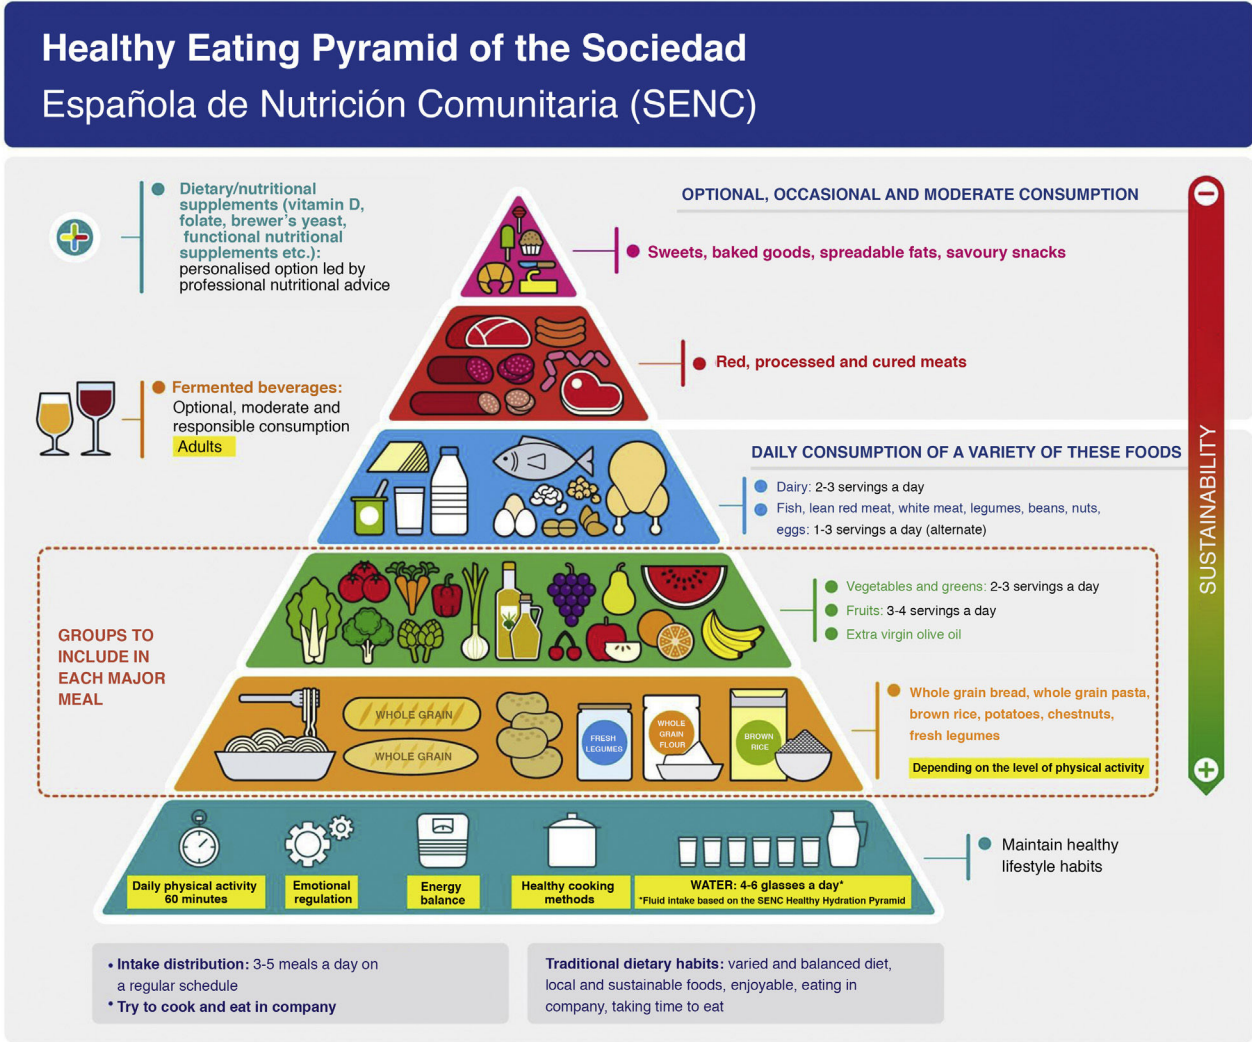 Healthy Eating Pyramid of the Sociedad
Española de Nutrición Comunitaria (SENC)
Dietary/nutritional
supplements (vitamin D,
folate, brewer's yeast,
functional nutritional
supplements etc.):
personalised option led by
professional nutritional advice
OPTIONAL, OCCASIONAL AND MODERATE CONSUMPTION
Sweets, baked goods, spreadable fats, savoury snacks
Red, processed and cured meats
Fermented beverages:
Optional, moderate and
responsible consumption
Adults
DAILY CONSUMPTION OF A VARIETY OF THESE FOODS
Dairy: 2-3 servings a day
Fish, lean red meat, white meat, legumes, beans, nuts,
eggs: 1-3 servings a day (alternate)
SUSTAINABILITY
GROUPS TO
INCLUDE IN
EACH MAJOR
MEAL
Vegetables and greens: 2-3 servings a day
Fruits: 3-4 servings a day
Extra virgin olive oil
WHOLE GRAIN
WHOLE GRAIN
FRESH
LEGUMES
WHOLE
GRAIN
FLOUR
BROWN
RICE
Whole grain bread, whole grain pasta,
brown rice, potatoes, chestnuts,
fresh legumes
Depending on the level of physical activity
Daily physical activity
60 minutes
Emotional
regulation
Energy
balance
Healthy cooking
methods
WATER: 4-6 glasses a day*
*Fluid intake based on the SENC Healthy Hydration Pyramid
Maintain healthy
lifestyle habits
• Intake distribution: 3-5 meals a day on
a regular schedule
• Try to cook and eat in company
Traditional dietary habits: varied and balanced diet,
local and sustainable foods, enjoyable, eating in
company, taking time to eat